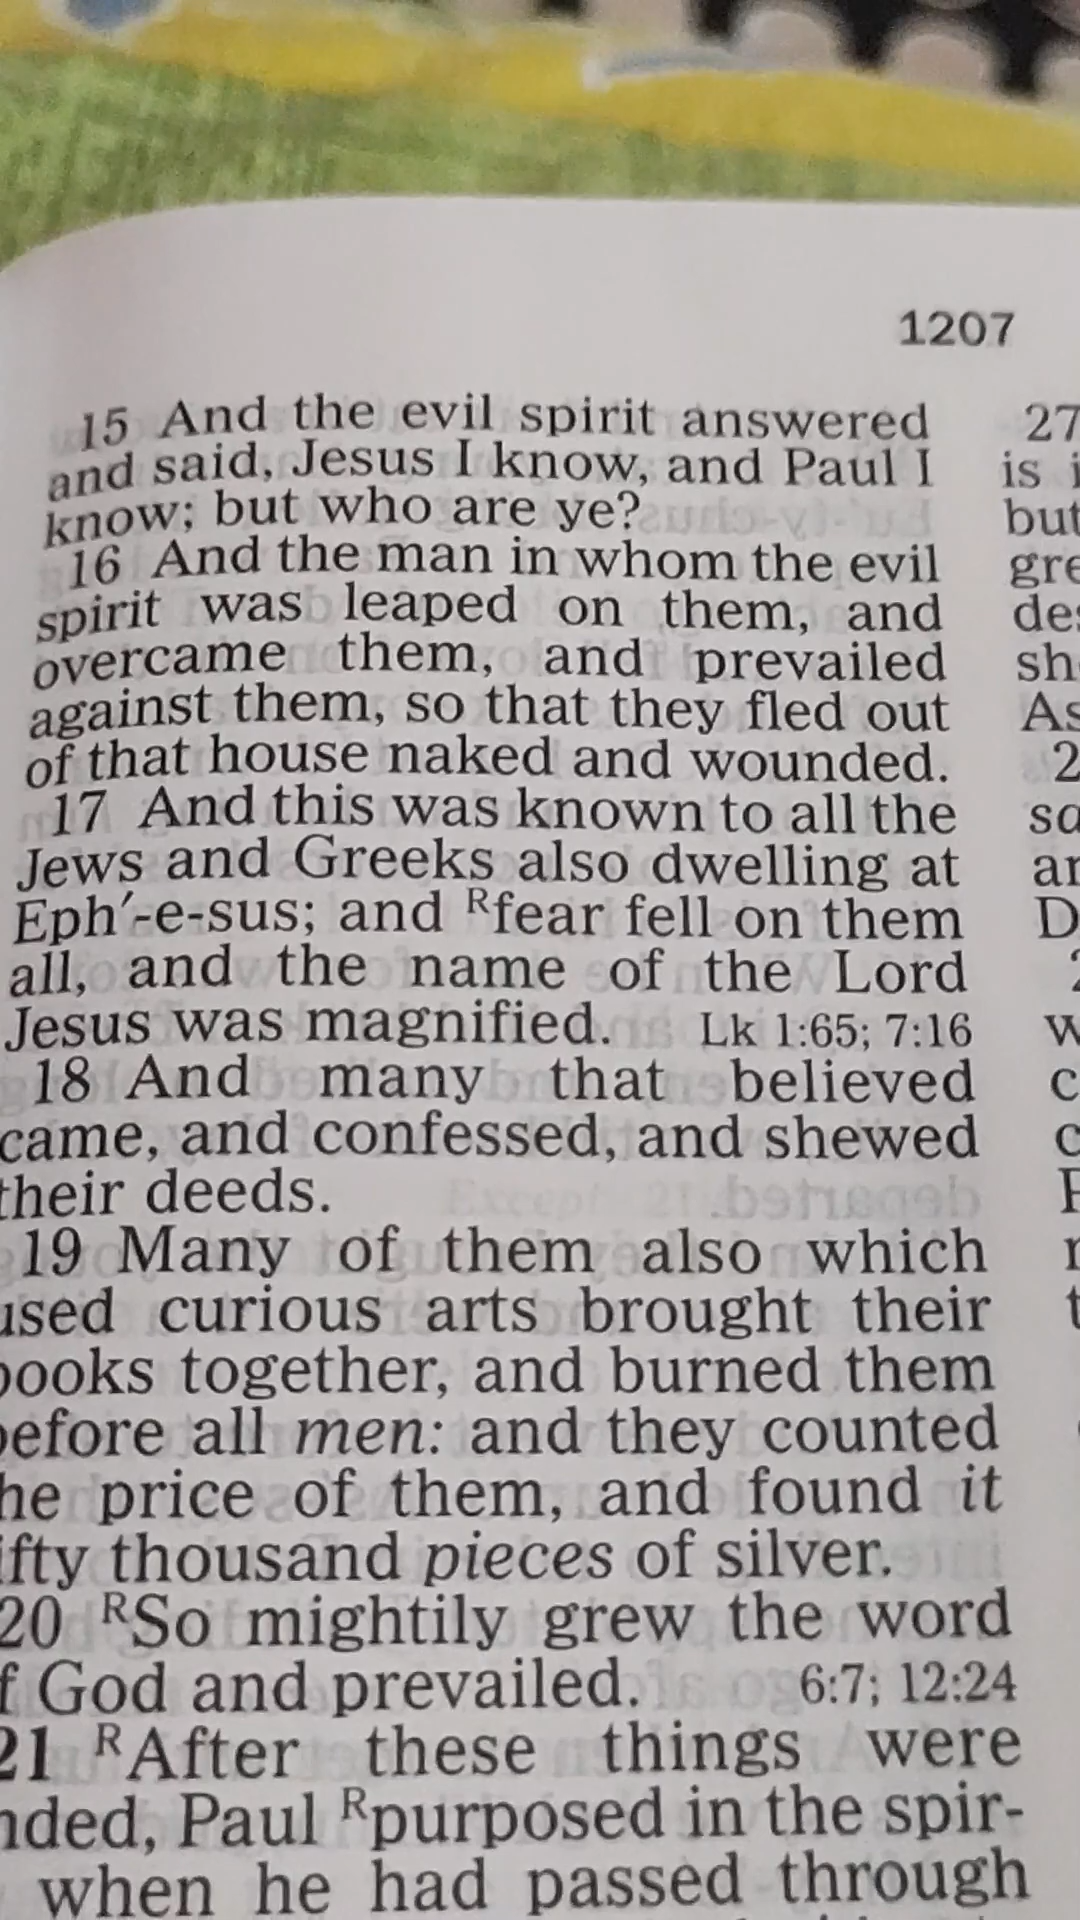 1207
15 And the evil spirit answered
and said, Jesus I know, and Paul I
know; but who are ye?
16 And the man in whom the evil
spirit was leaped on them, and
overcame them, and prevailed
against them, so that they fled out
of that house naked and wounded.
17 And this was known to all the
Jews and Greeks also dwelling at
Eph′-e-sus; and ᴿfear fell on them
all, and the name of the Lord
Jesus was magnified. Lk 1:65; 7:16
18 And many that believed
came, and confessed, and shewed
their deeds.
19 Many of them also which
used curious arts brought their
books together, and burned them
before all men: and they counted
he price of them, and found it
ifty thousand pieces of silver.
20 ᴿSo mightily grew the word
f God and prevailed. 6:7; 12:24
21 ᴿAfter these things were
nded, Paul ᴿpurposed in the spir-
when he had passed through
27
is i
but
gre
des
sh
As